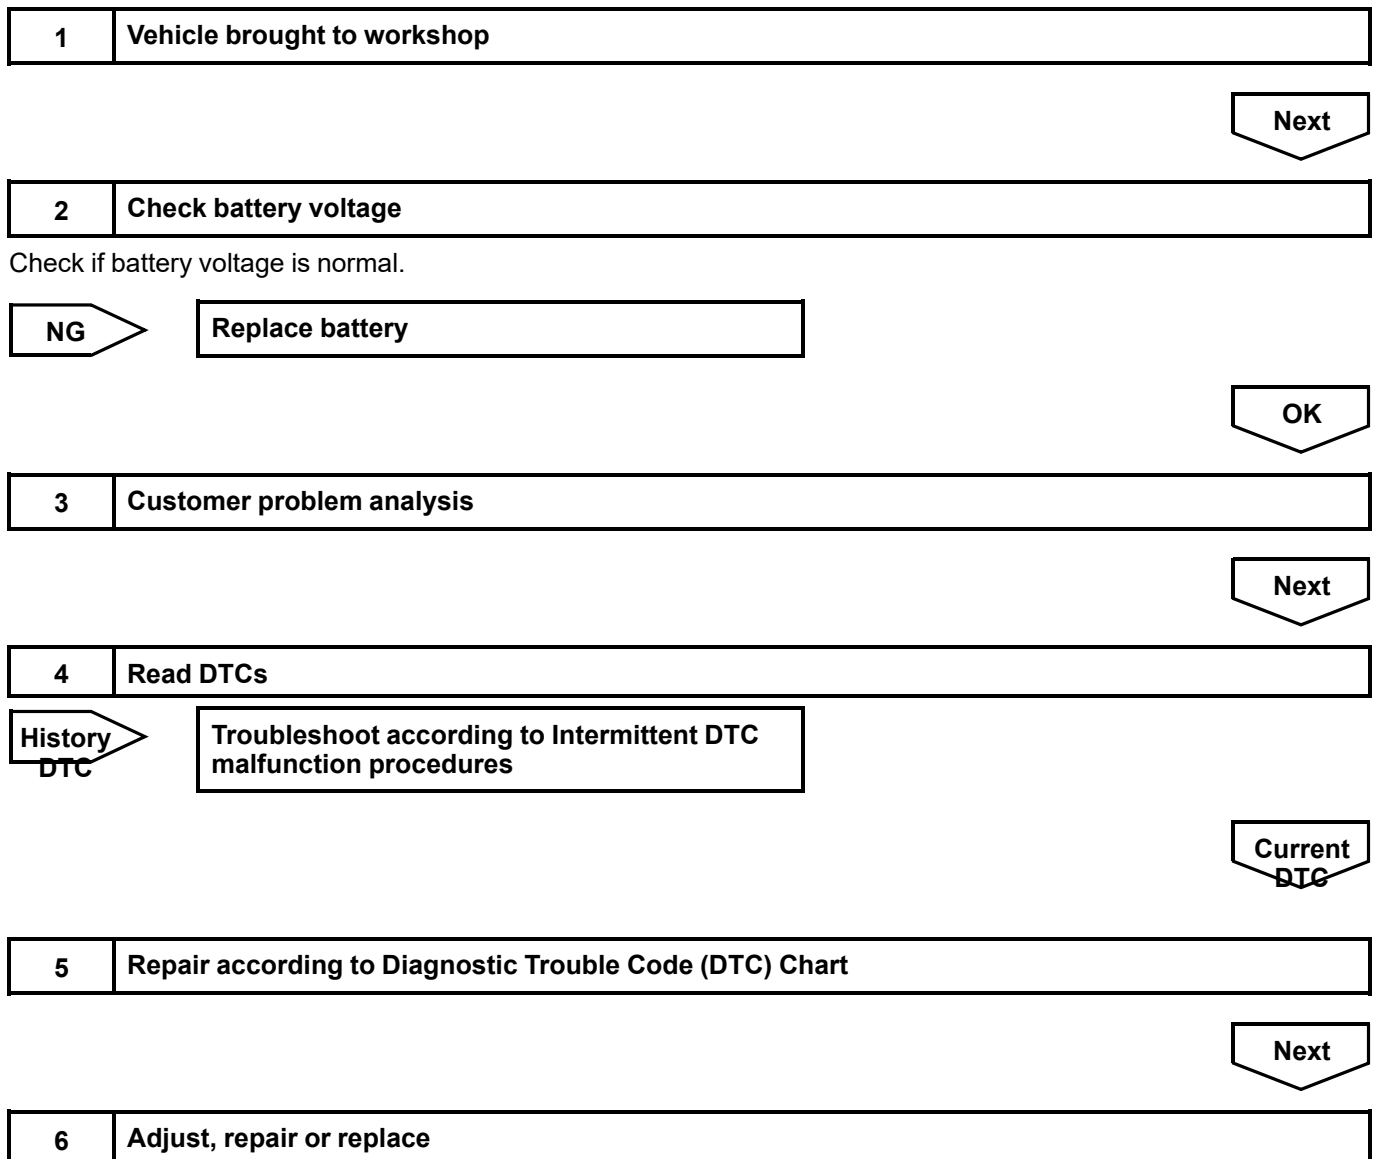 1
Vehicle brought to workshop
Next
2
Check battery voltage
Check if battery voltage is normal.
NG
Replace battery
OK
3
Customer problem analysis
Next
4
Read DTCs
History
DTC
Troubleshoot according to Intermittent DTC
malfunction procedures
Current
DTC
5
Repair according to Diagnostic Trouble Code (DTC) Chart
Next
6
Adjust, repair or replace